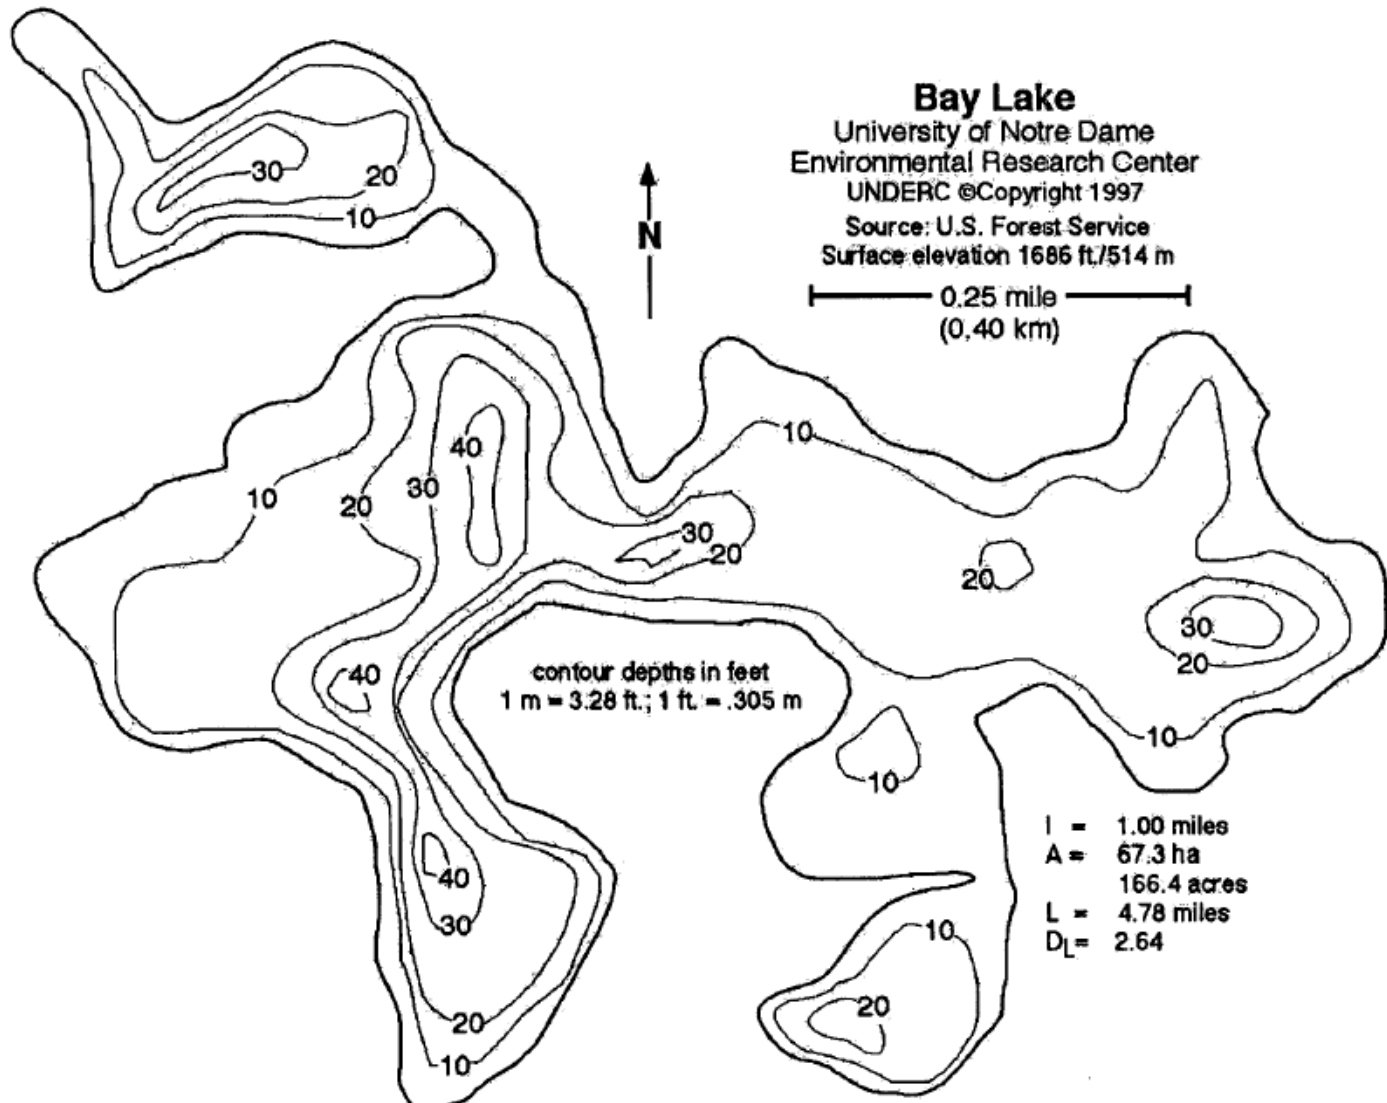 Bay Lake
University of Notre Dame
Environmental Research Center
UNDERC ©Copyright 1997
Source: U.S. Forest Service
Surface elevation 1686 ft./514 m
0.25 mile
(0.40 km)
N
30
20
10
10
20
30
40
30
20
10
20
30
20
10
40
contour depths in feet
1 m = 3.28 ft.; 1 ft. = .305 m
10
40
30
20
10
10
20
l = 1.00 miles
A = 67.3 ha
166.4 acres
L = 4.78 miles
DL= 2.64